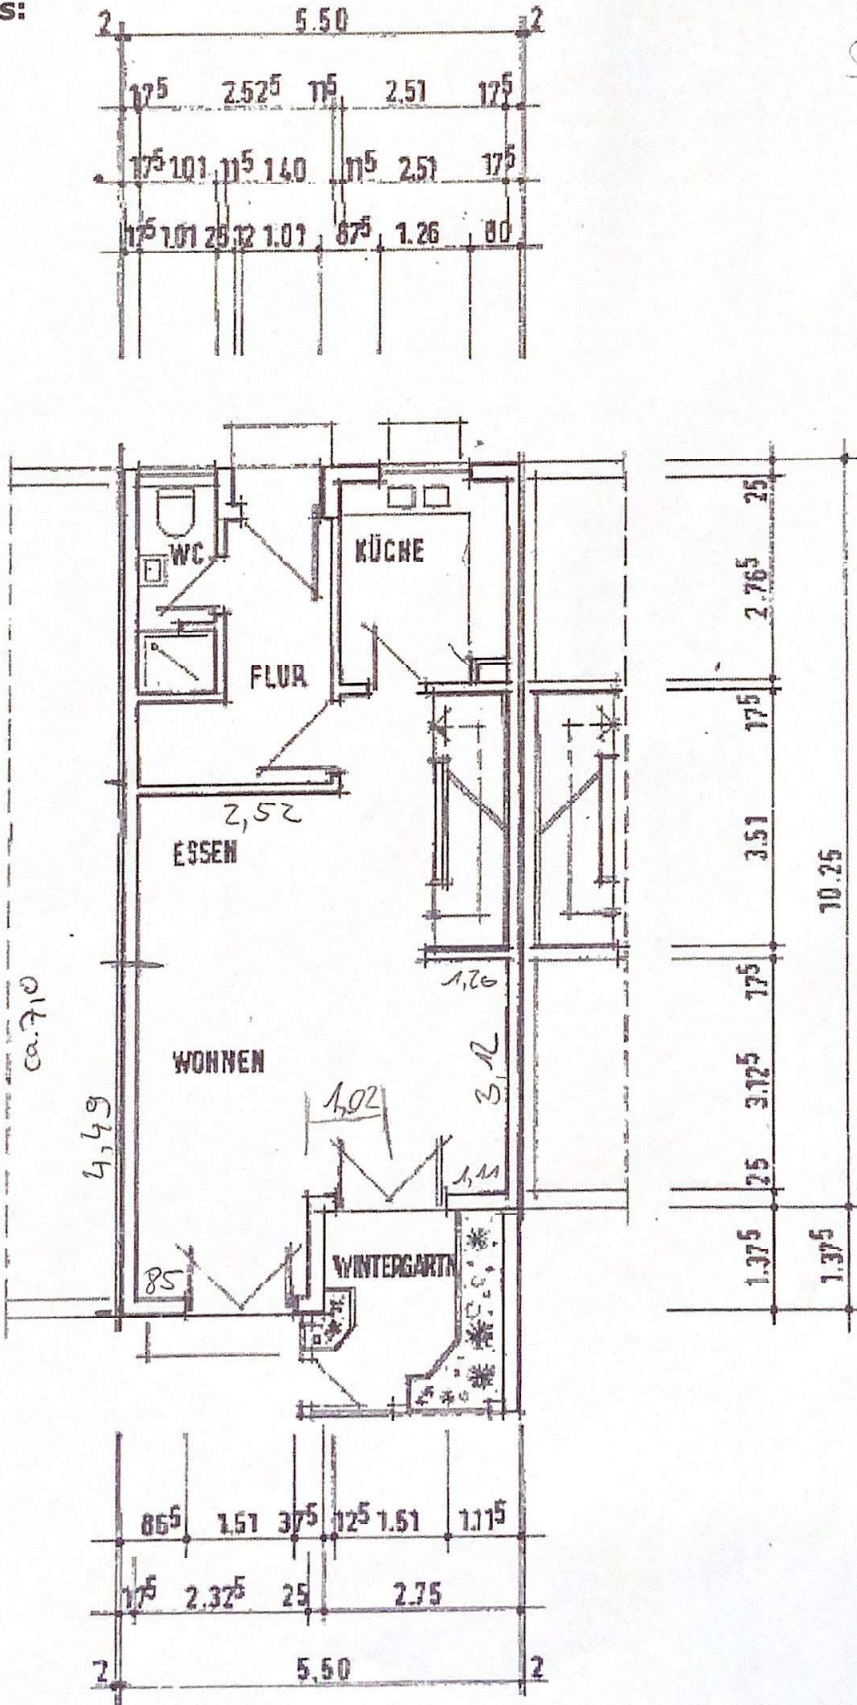 s:
2 5.50 2
17⁵ 2.52⁵ 11⁵ 2.51 17⁵
17⁵ 1.01 11⁵ 1.40 11⁵ 2.51 17⁵
17⁵ 1.01 25 12 1.01 87⁵ 1.26 80
WC
KÜCHE
FLUR
2,52
ESSEN
1,26
WOHNEN
ca. 7,0
4,49
1,02
3,12
1,11
85
WINTERGARTN
25
2.76⁵
17⁵
3.51
17⁵
3.12⁵
25
1.37⁵
10.25
1.37⁵
86⁵ 1.51 37⁵ 12⁵ 1.51 1.11⁵
17⁵ 2.32⁵ 25 2.75
2 5.50 2